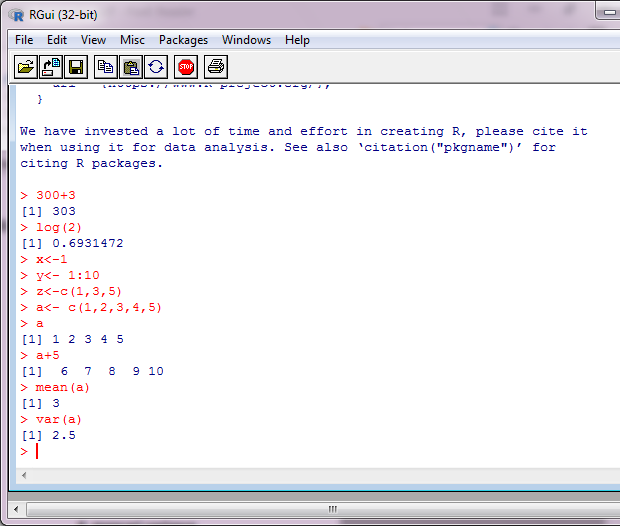 RGui (32-bit)
File Edit View Misc Packages Windows Help
STOP
}
We have invested a lot of time and effort in creating R, please cite it
when using it for data analysis. See also ‘citation("pkgname")’ for
citing R packages.
> 300+3
[1] 303
> log(2)
[1] 0.6931472
> x<-1
> y<- 1:10
> z<-c(1,3,5)
> a<- c(1,2,3,4,5)
> a
[1] 1 2 3 4 5
> a+5
[1]  6  7  8  9 10
> mean(a)
[1] 3
> var(a)
[1] 2.5
>